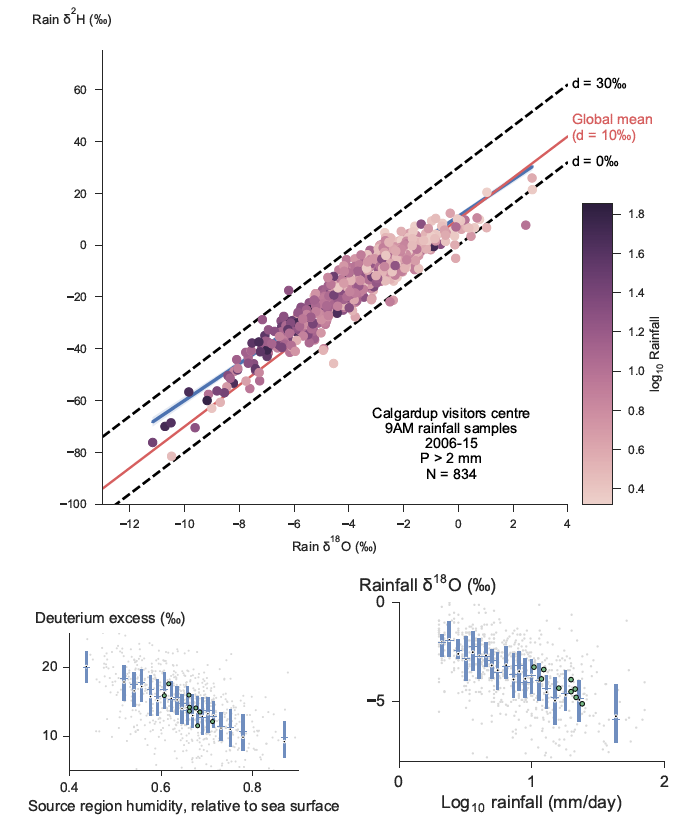 Rain δ²H (‰)
60
40
20
0
−20
−40
−60
−80
−100
d = 30‰
Global mean
(d = 10‰)
d = 0‰
Calgardup visitors centre
9AM rainfall samples
2006-15
P > 2 mm
N = 834
−12 −10 −8 −6 −4 −2 0 2 4
Rain δ¹⁸O (‰)
1.8
1.6
1.4
1.2
1.0
0.8
0.6
0.4
log₁₀ Rainfall
Deuterium excess (‰)
20
10
0.4 0.6 0.8
Source region humidity, relative to sea surface
Rainfall δ¹⁸O (‰)
0
−5
0 1 2
Log₁₀ rainfall (mm/day)